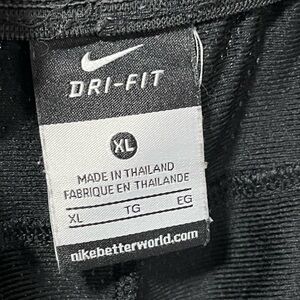 DRI-FIT
XL
MADE IN THAILAND
FABRIQUE EN THAILANDE
XL TG EG
nikebetterworld.com